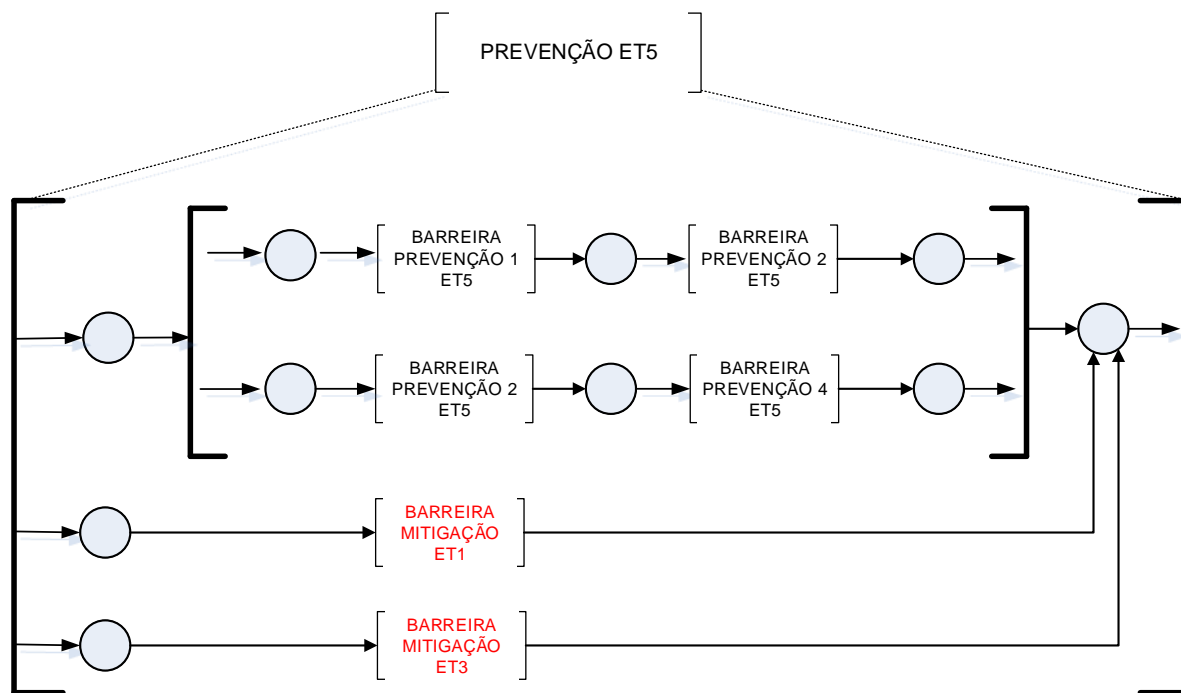 PREVENÇÃO ET5
BARREIRA
PREVENÇÃO 1
ET5
BARREIRA
PREVENÇÃO 2
ET5
BARREIRA
PREVENÇÃO 2
ET5
BARREIRA
PREVENÇÃO 4
ET5
BARREIRA
MITIGAÇÃO
ET1
BARREIRA
MITIGAÇÃO
ET3